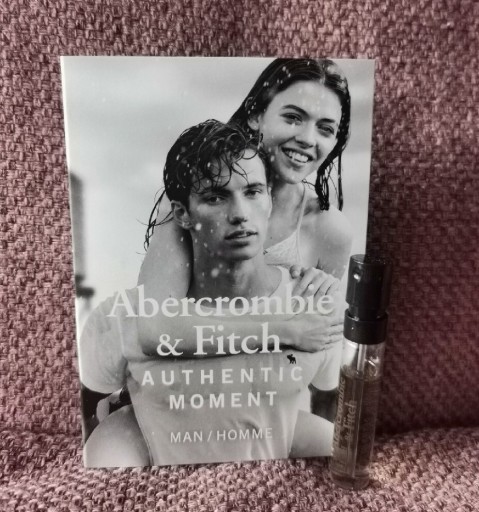 Abercrombie
& Fitch
AUTHENTIC
MOMENT
MAN / HOMME